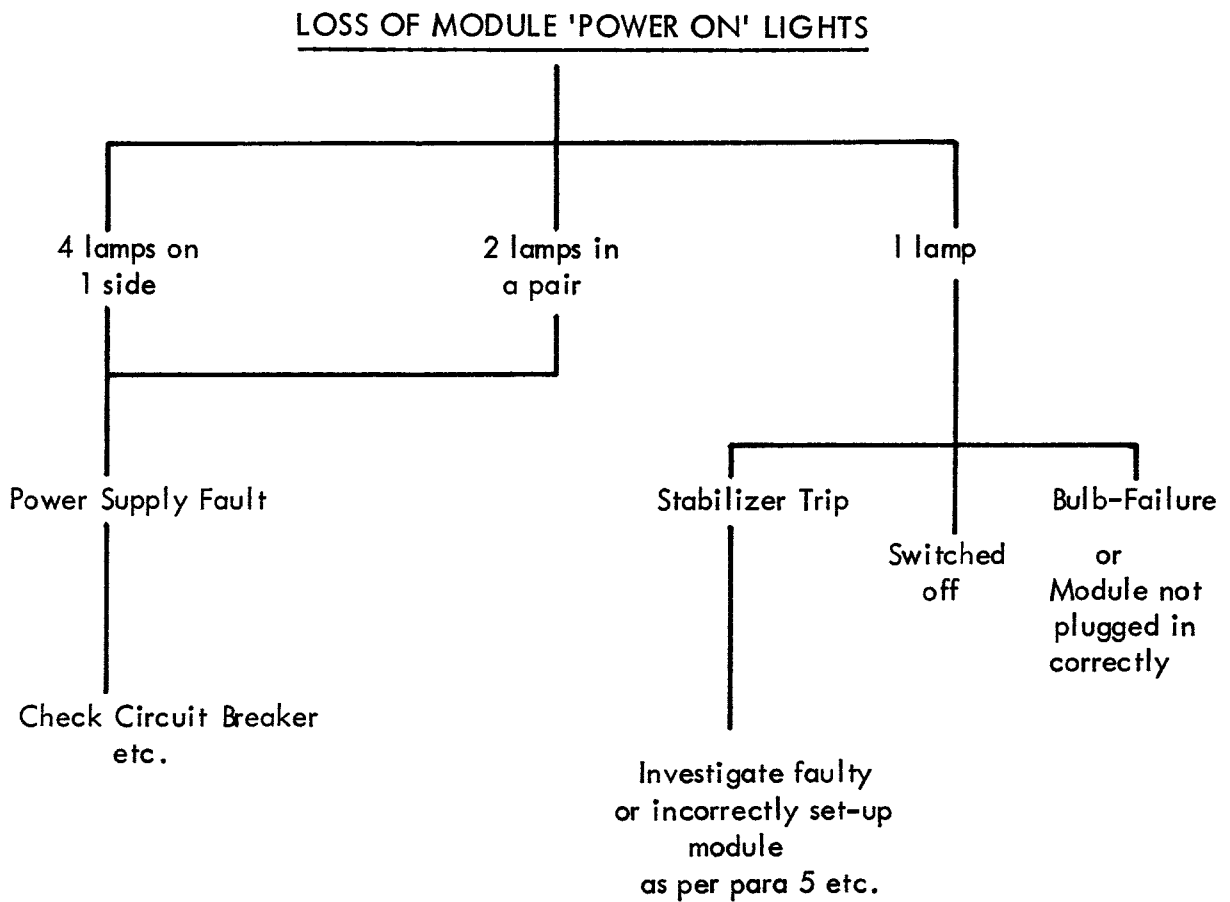 LOSS OF MODULE 'POWER ON' LIGHTS
4 lamps on
1 side
2 lamps in
a pair
1 lamp
Power Supply Fault
Check Circuit Breaker
etc.
Stabilizer Trip
Investigate faulty
or incorrectly set-up
module
as per para 5 etc.
Switched
off
Bulb-Failure
or
Module not
plugged in
correctly